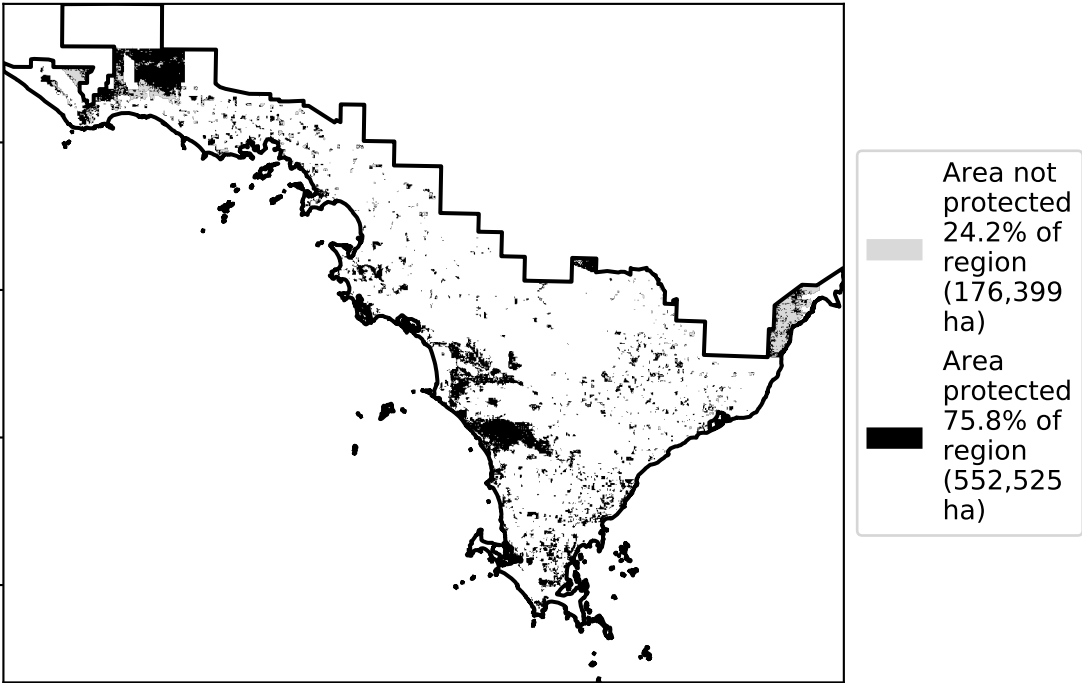 Area not
protected
24.2% of
region
(176,399
ha)
Area
protected
75.8% of
region
(552,525
ha)